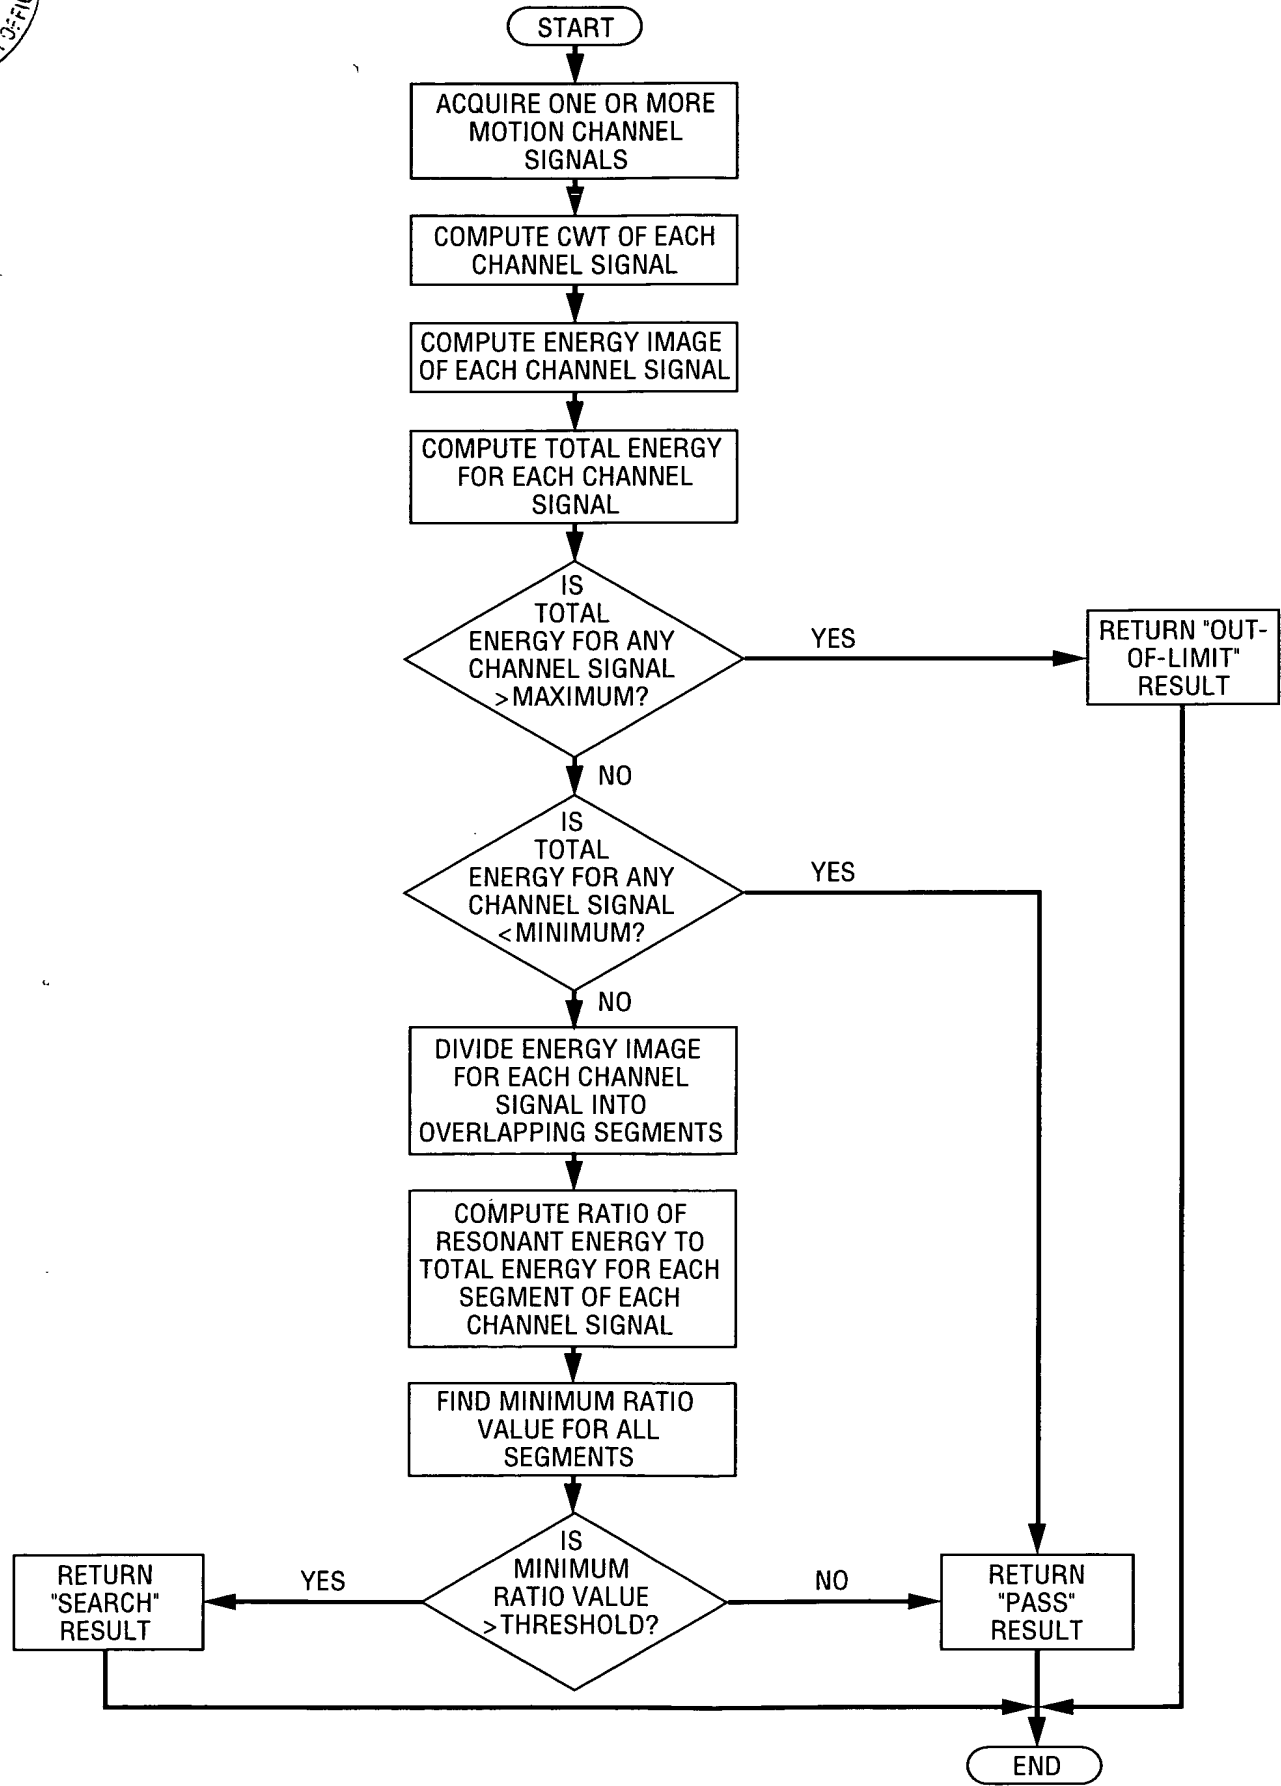 START
ACQUIRE ONE OR MORE
MOTION CHANNEL
SIGNALS
COMPUTE CWT OF EACH
CHANNEL SIGNAL
COMPUTE ENERGY IMAGE
OF EACH CHANNEL SIGNAL
COMPUTE TOTAL ENERGY
FOR EACH CHANNEL
SIGNAL
IS
TOTAL
ENERGY FOR ANY
CHANNEL SIGNAL
>MAXIMUM?
YES
RETURN "OUT-
OF-LIMIT"
RESULT
NO
IS
TOTAL
ENERGY FOR ANY
CHANNEL SIGNAL
<MINIMUM?
YES
NO
DIVIDE ENERGY IMAGE
FOR EACH CHANNEL
SIGNAL INTO
OVERLAPPING SEGMENTS
COMPUTE RATIO OF
RESONANT ENERGY TO
TOTAL ENERGY FOR EACH
SEGMENT OF EACH
CHANNEL SIGNAL
FIND MINIMUM RATIO
VALUE FOR ALL
SEGMENTS
IS
MINIMUM
RATIO VALUE
>THRESHOLD?
YES
RETURN
"SEARCH"
RESULT
NO
RETURN
"PASS"
RESULT
END